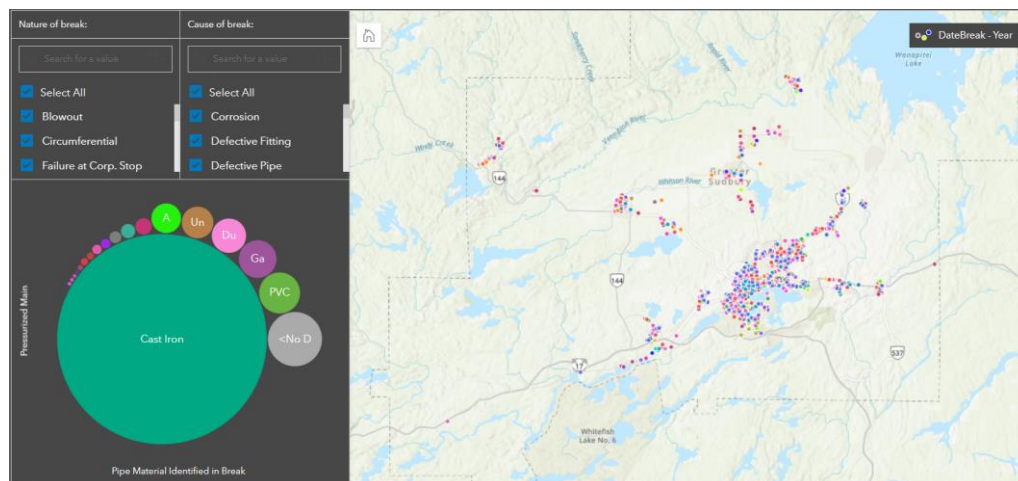 Nature of break:
Cause of break:
Search for a value
Search for a value
Select All
Select All
Blowout
Corrosion
Circumferential
Defective Fitting
Failure at Corp. Stop
Defective Pipe
A
Un
Du
Ga
PVC
<No D
Cast Iron
Pressurized Main
Pipe Material Identified in Break
DateBreak - Year
Wanapitei
Lake
Windy Creek
144
Whitson River
Greater
Sudbury
144
17
537
Whitefish
Lake No. 6